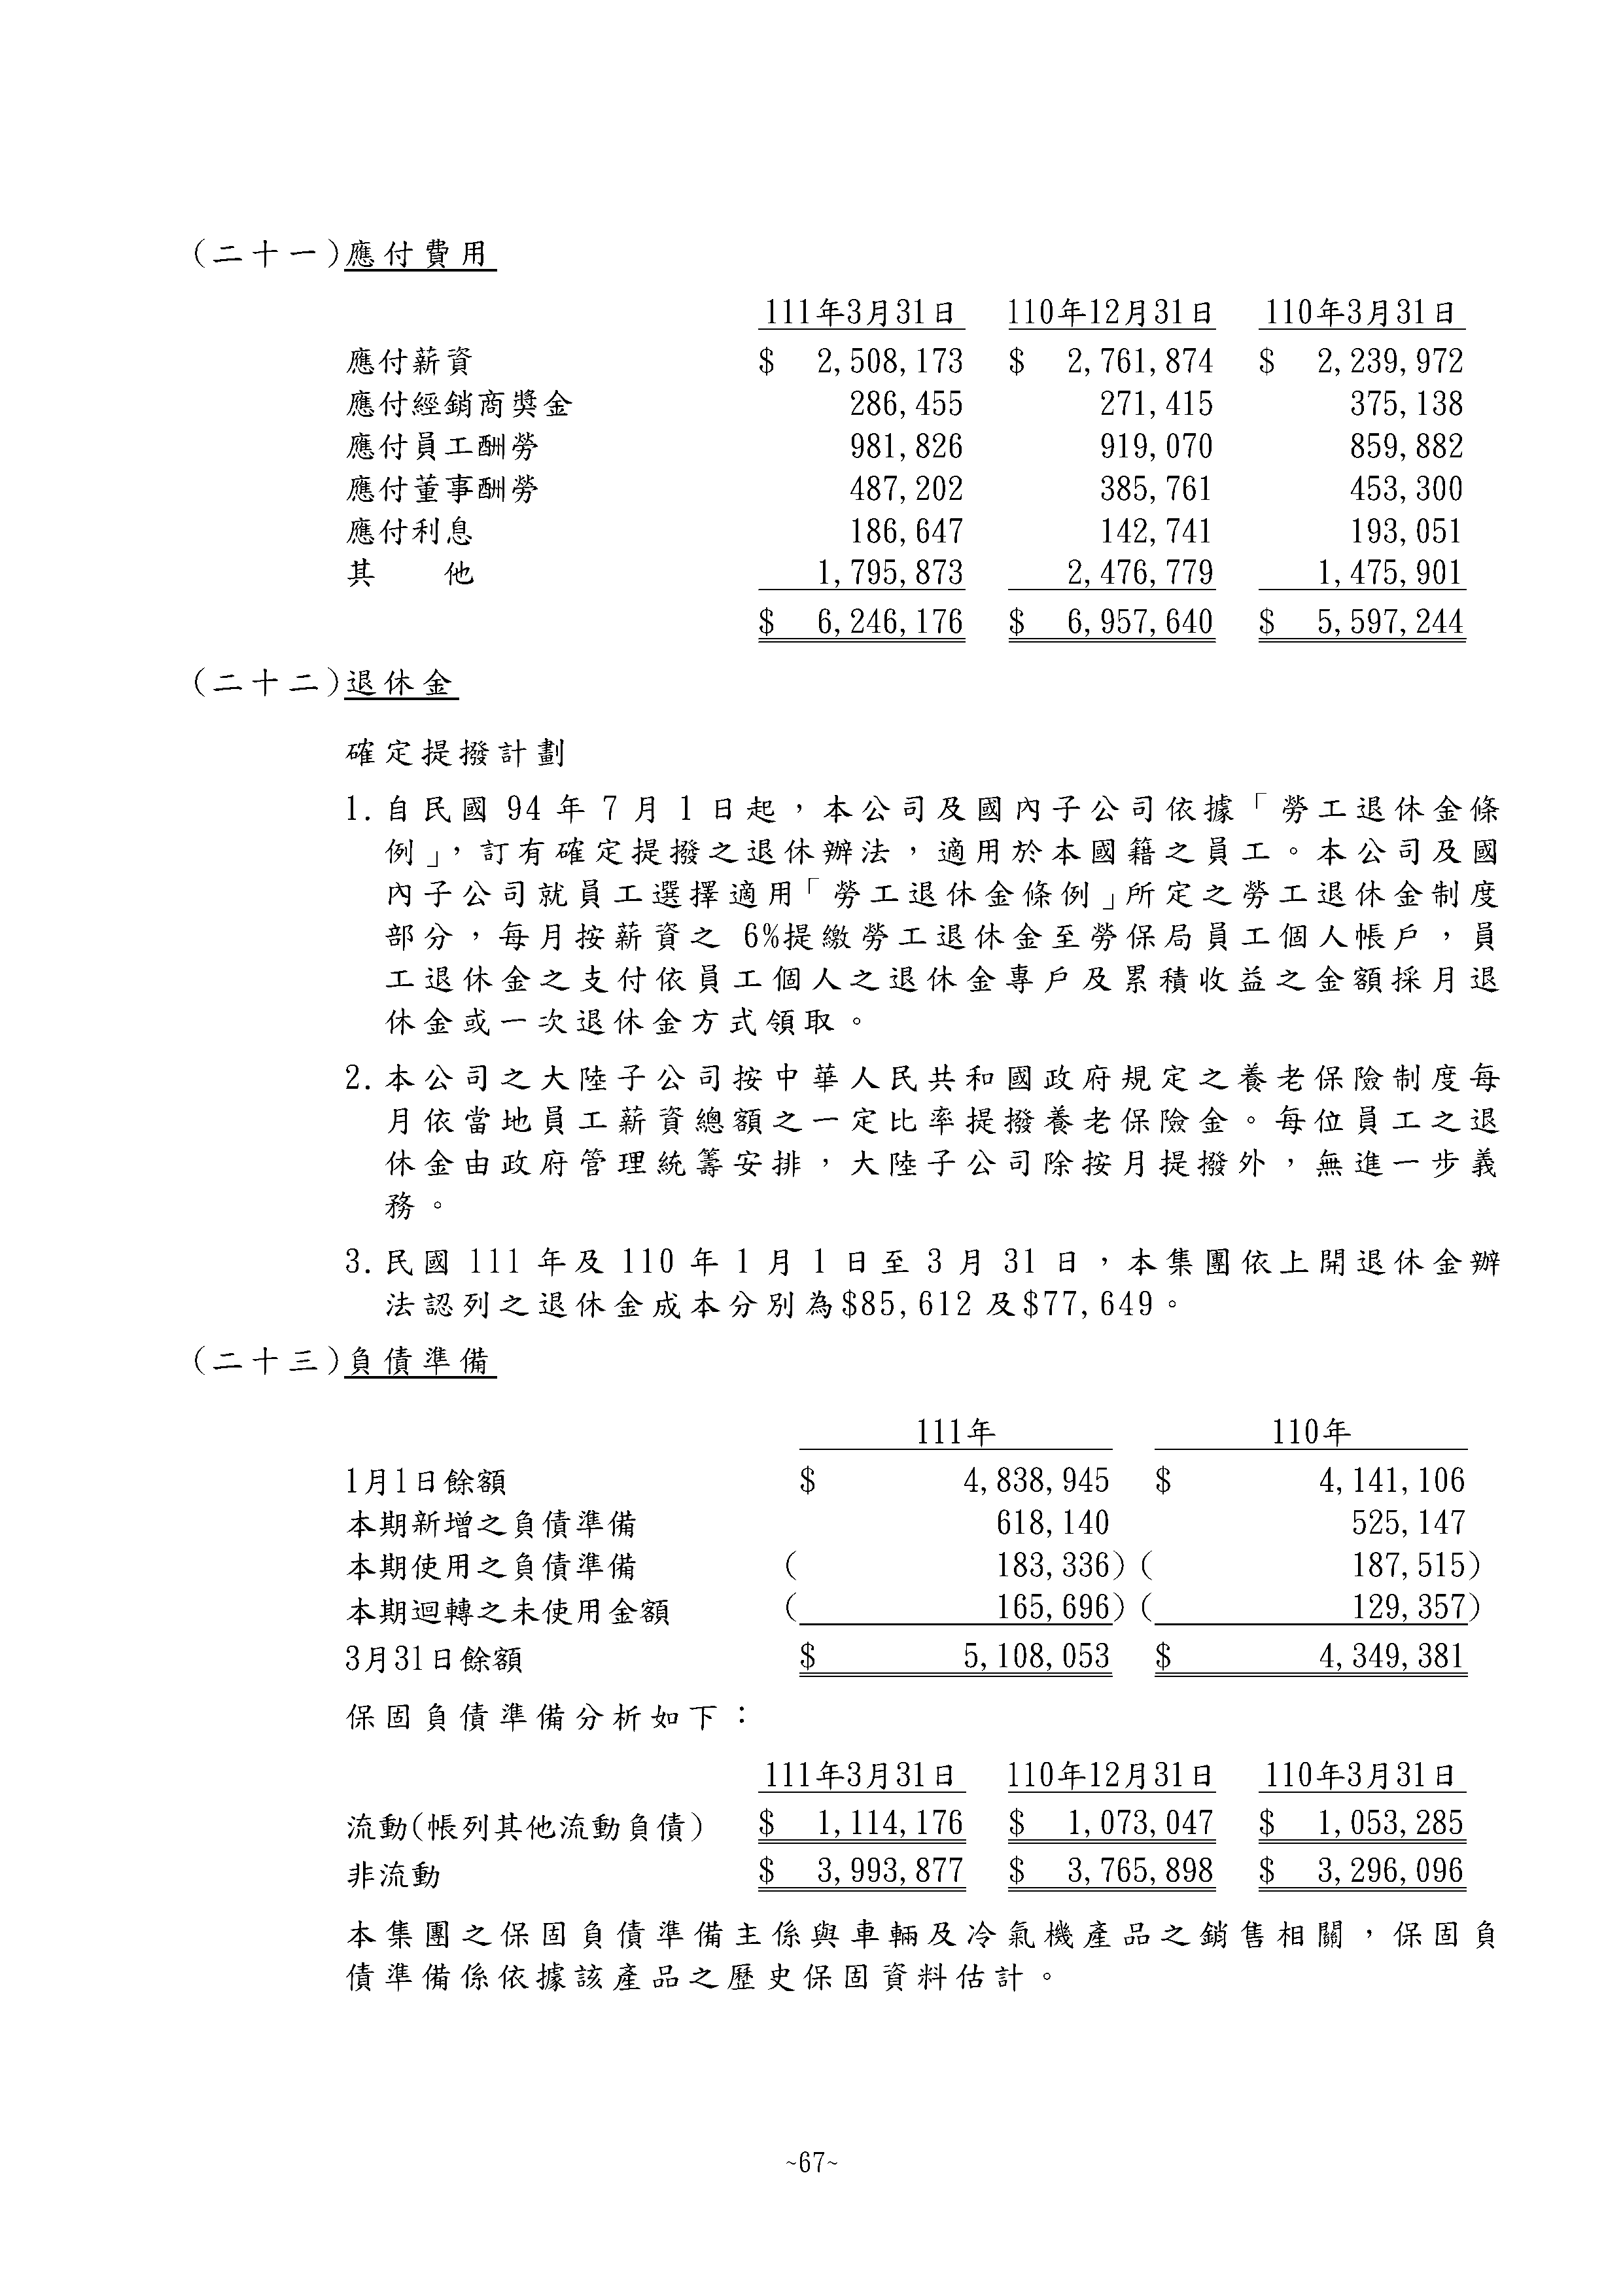 (二十一)應付費用
111年3月31日 110年12月31日 110年3月31日
應付薪資 $ 2,508,173 $ 2,761,874 $ 2,239,972
應付經銷商獎金 286,455 271,415 375,138
應付員工酬勞 981,826 919,070 859,882
應付董事酬勞 487,202 385,761 453,300
應付利息 186,647 142,741 193,051
其 他 1,795,873 2,476,779 1,475,901
$ 6,246,176 $ 6,957,640 $ 5,597,244
(二十二)退休金
確定提撥計劃
1. 自民國 94 年 7 月 1 日起，本公司及國內子公司依據「勞工退休金條
例」，訂有確定提撥之退休辦法，適用於本國籍之員工。本公司及國
內子公司就員工選擇適用「勞工退休金條例」所定之勞工退休金制度
部分，每月按薪資之 6%提繳勞工退休金至勞保局員工個人帳戶，員
工退休金之支付依員工個人之退休金專戶及累積收益之金額採月退
休金或一次退休金方式領取。
2. 本公司之大陸子公司按中華人民共和國政府規定之養老保險制度每
月依當地員工薪資總額之一定比率提撥養老保險金。每位員工之退
休金由政府管理統籌安排，大陸子公司除按月提撥外，無進一步義
務。
3. 民國 111 年及 110 年 1 月 1 日至 3 月 31 日，本集團依上開退休金辦
法認列之退休金成本分別為$85,612 及$77,649。
(二十三)負債準備
111年 110年
1月1日餘額 $ 4,838,945 $ 4,141,106
本期新增之負債準備 618,140 525,147
本期使用之負債準備 ( 183,336) ( 187,515)
本期迴轉之未使用金額 ( 165,696) ( 129,357)
3月31日餘額 $ 5,108,053 $ 4,349,381
保固負債準備分析如下：
111年3月31日 110年12月31日 110年3月31日
流動(帳列其他流動負債) $ 1,114,176 $ 1,073,047 $ 1,053,285
非流動 $ 3,993,877 $ 3,765,898 $ 3,296,096
本集團之保固負債準備主係與車輛及冷氣機產品之銷售相關，保固負
債準備係依據該產品之歷史保固資料估計。
~67~